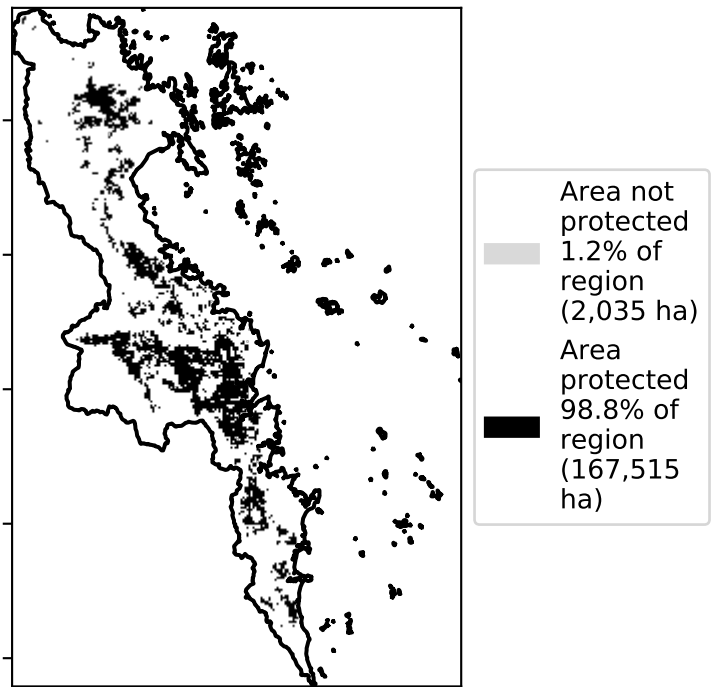 Area not
protected
1.2% of
region
(2,035 ha)
Area
protected
98.8% of
region
(167,515
ha)